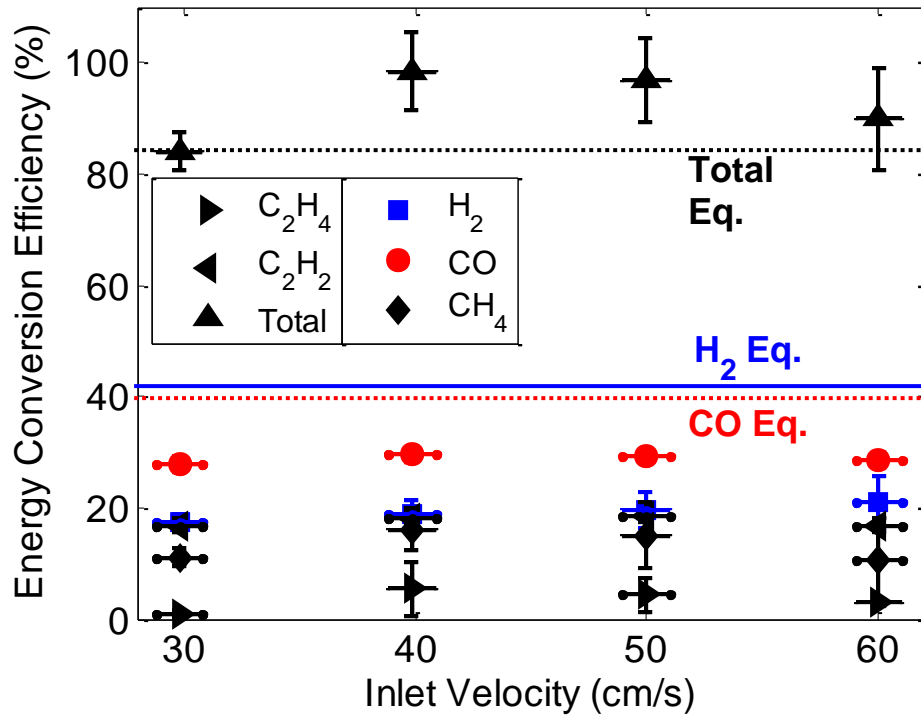 Energy Conversion Efficiency (%)
100
80
60
40
20
0
Total
Eq.
C2H4
C2H2
Total
H2
CO
CH4
H2 Eq.
CO Eq.
30
40
50
60
Inlet Velocity (cm/s)